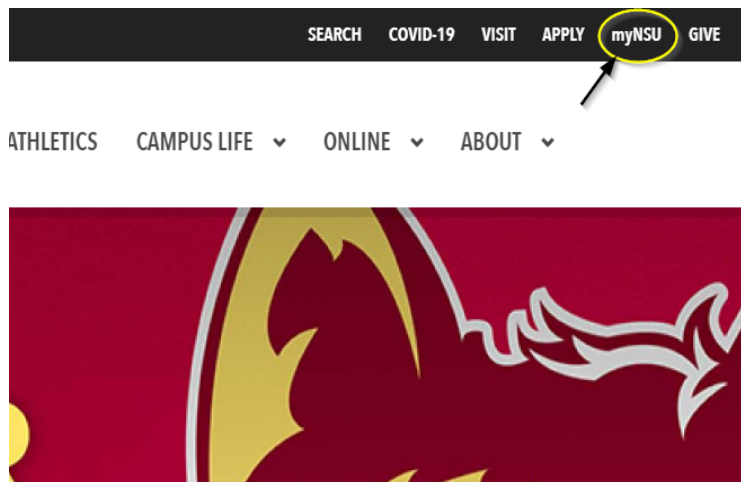 SEARCH COVID-19 VISIT APPLY myNSU GIVE
ATHLETICS CAMPUS LIFE ONLINE ABOUT